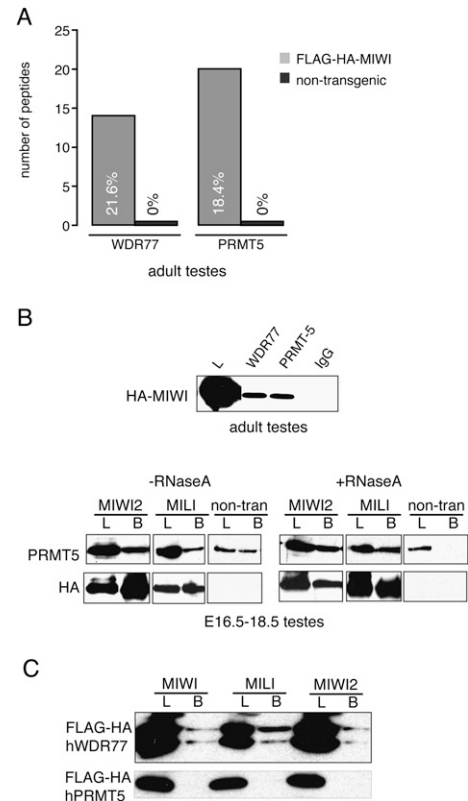 A
number of peptides
25
20
15
10
5
0
21.6%
0%
18.4%
0%
WDR77
PRMT5
adult testes
FLAG-HA-MIWI
non-transgenic
B
L WDR77 PRMT-5 IgG
HA-MIWI
adult testes
-RNaseA +RNaseA
MIWI2 MILI non-tran MIWI2 MILI non-tran
L B L B L B L B L B L B
PRMT5
HA
E16.5-18.5 testes
C
MIWI MILI MIWI2
L B L B L B
FLAG-HA
hWDR77
FLAG-HA
hPRMT5